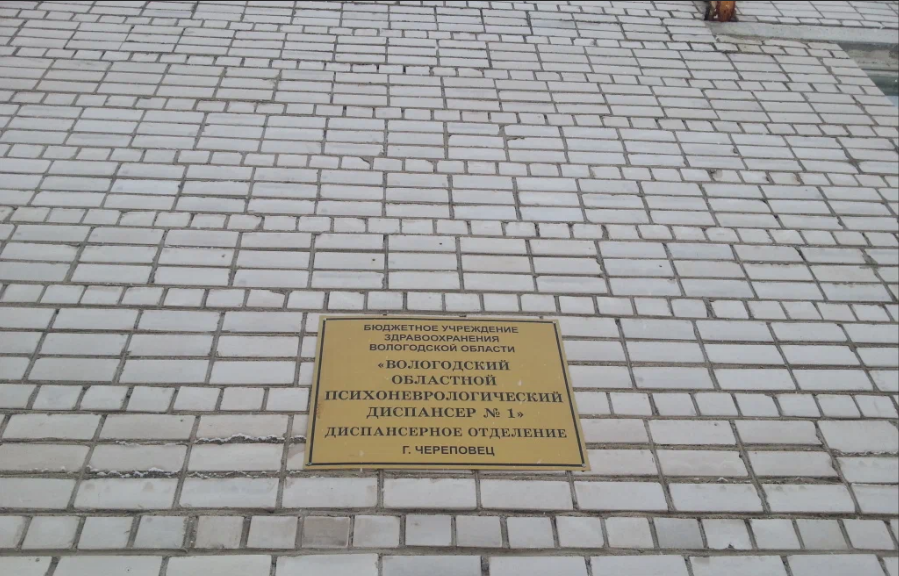 БЮДЖЕТНОЕ УЧРЕЖДЕНИЕ
ЗДРАВООХРАНЕНИЯ
ВОЛОГОДСКОЙ ОБЛАСТИ
«ВОЛОГОДСКИЙ
ОБЛАСТНОЙ
ПСИХОНЕВРОЛОГИЧЕСКИЙ
ДИСПАНСЕР № 1»
ДИСПАНСЕРНОЕ ОТДЕЛЕНИЕ
Г. ЧЕРЕПОВЕЦ